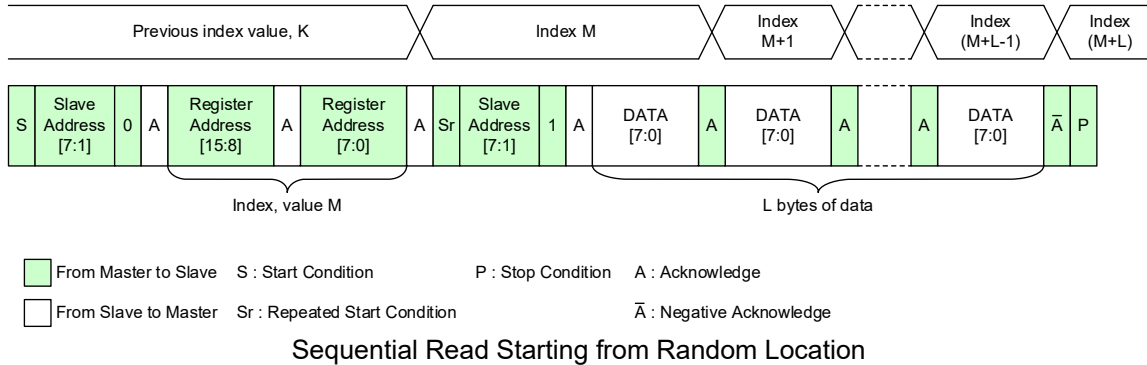 Previous index value, K
Index M
Index
M+1
Index
(M+L-1)
Index
(M+L)
S
Slave
Address
[7:1]
0
A
Register
Address
[15:8]
A
Register
Address
[7:0]
A
Sr
Slave
Address
[7:1]
1
A
DATA
[7:0]
A
DATA
[7:0]
A
A
DATA
[7:0]
A̅
P
Index, value M
L bytes of data
From Master to Slave S : Start Condition P : Stop Condition A : Acknowledge
From Slave to Master Sr : Repeated Start Condition A̅ : Negative Acknowledge
Sequential Read Starting from Random Location